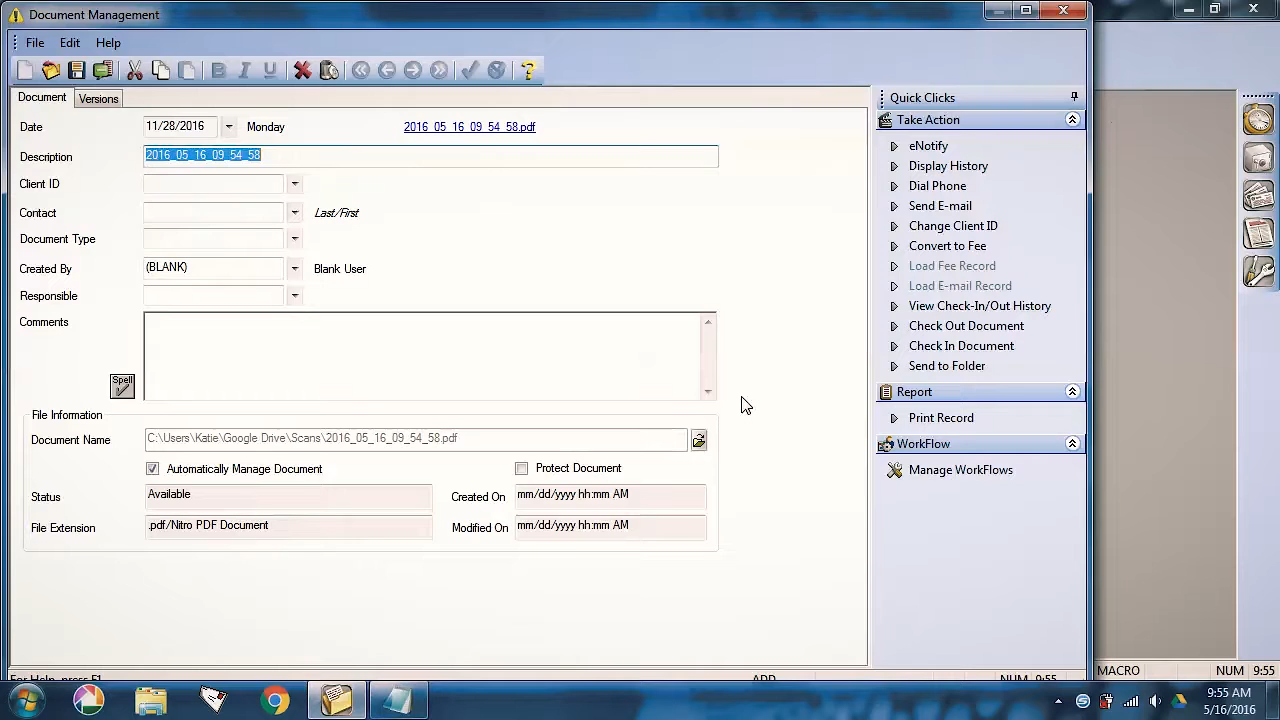 Document Management
File Edit Help
Document Versions
Date 11/28/2016 Monday 2016_05_16_09_54_58.pdf
Description 2016_05_16_09_54_58
Client ID
Contact Last/First
Document Type
Created By (BLANK) Blank User
Responsible
Comments
Spell
File Information
Document Name C:\Users\Katie\Google Drive\Scans\2016_05_16_09_54_58.pdf
Automatically Manage Document Protect Document
Status Available Created On mm/dd/yyyy hh:mm AM
File Extension .pdf/Nitro PDF Document Modified On mm/dd/yyyy hh:mm AM
For Help, press F1 ADD NUM 9:55
Quick Clicks
Take Action
eNotify
Display History
Dial Phone
Send E-mail
Change Client ID
Convert to Fee
Load Fee Record
Load E-mail Record
View Check-In/Out History
Check Out Document
Check In Document
Send to Folder
Report
Print Record
WorkFlow
Manage WorkFlows
MACRO NUM 9:55
9:55 AM
5/16/2016